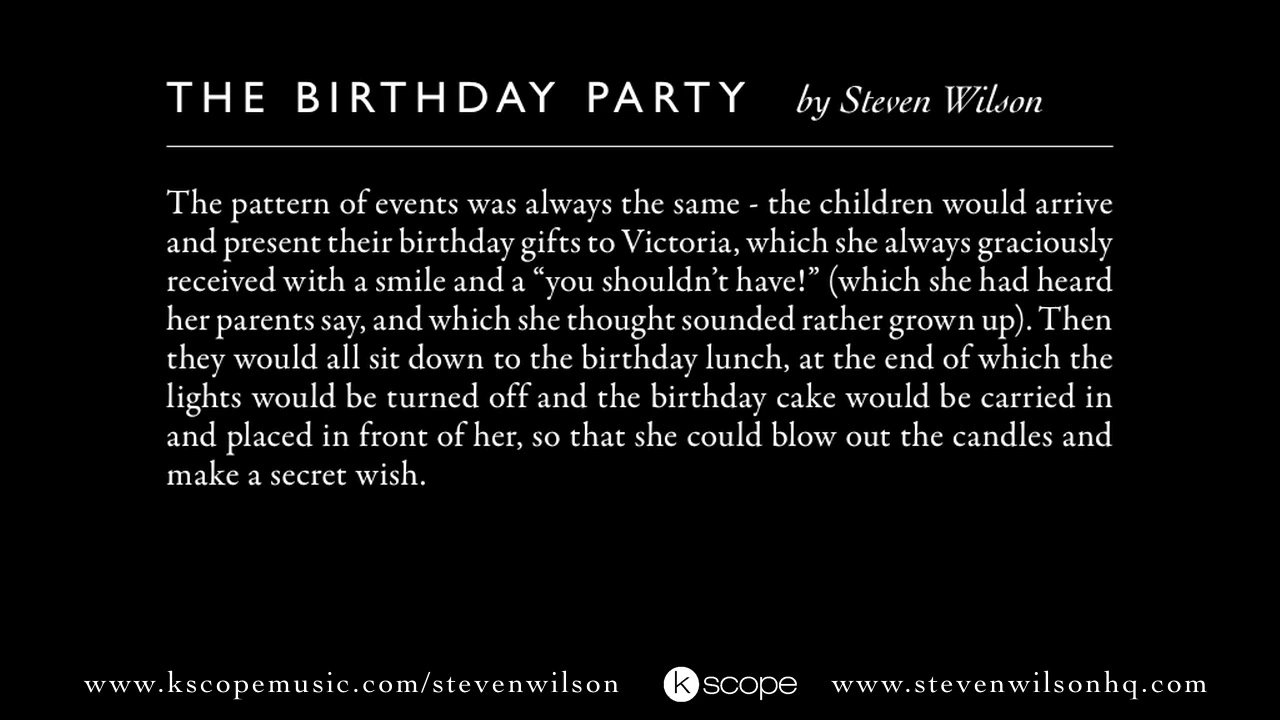 THE BIRTHDAY PARTY by Steven Wilson
The pattern of events was always the same - the children would arrive
and present their birthday gifts to Victoria, which she always graciously
received with a smile and a “you shouldn’t have!” (which she had heard
her parents say, and which she thought sounded rather grown up). Then
they would all sit down to the birthday lunch, at the end of which the
lights would be turned off and the birthday cake would be carried in
and placed in front of her, so that she could blow out the candles and
make a secret wish.
www.kscopemusic.com/stevenwilson k scope www.stevenwilsonhq.com